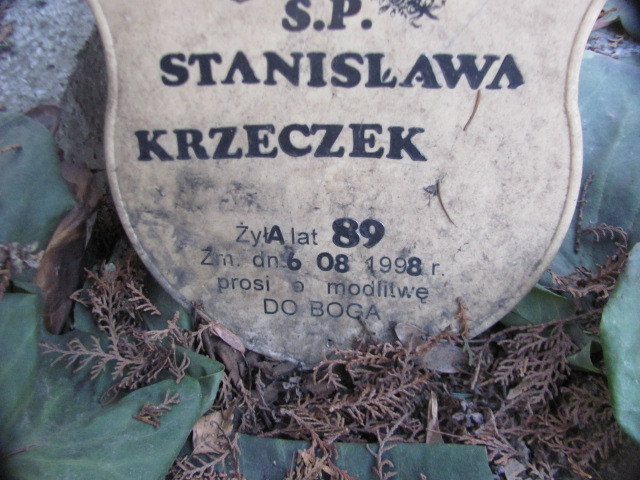 Ś.P.
STANISŁAWA
KRZECZEK
ŻyłA lat 89
Zm. dn. 6 08 1998 r.
prosi o modlitwę
DO BOGA